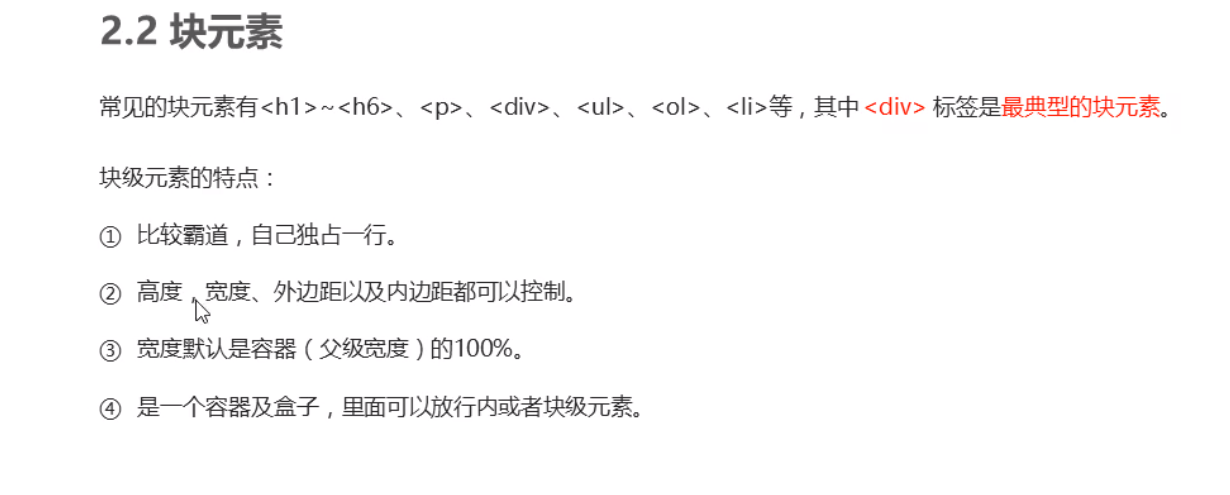 2.2 块元素
常见的块元素有<h1>~<h6>、<p>、<div>、<ul>、<ol>、<li>等，其中 <div> 标签是最典型的块元素。
块级元素的特点：
① 比较霸道，自己独占一行。
② 高度，宽度、外边距以及内边距都可以控制。
③ 宽度默认是容器（父级宽度）的100%。
④ 是一个容器及盒子，里面可以放行内或者块级元素。